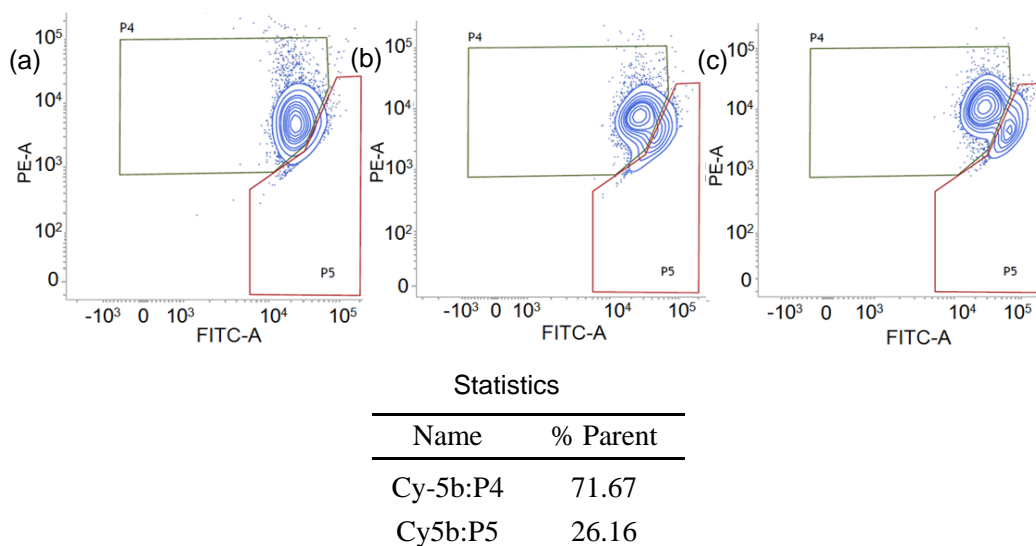 (a)
P4
10⁵
10⁴
10³
10²
0
PE-A
P5
-10³ 0 10³ 10⁴ 10⁵
FITC-A
(b)
P4
10⁵
10⁴
10³
10²
0
PE-A
P5
-10³ 0 10³ 10⁴ 10⁵
FITC-A
(c)
P4
10⁵
10⁴
10³
10²
0
PE-A
P5
-10³ 0 10³ 10⁴ 10⁵
FITC-A
Statistics
Name % Parent
Cy-5b:P4 71.67
Cy5b:P5 26.16